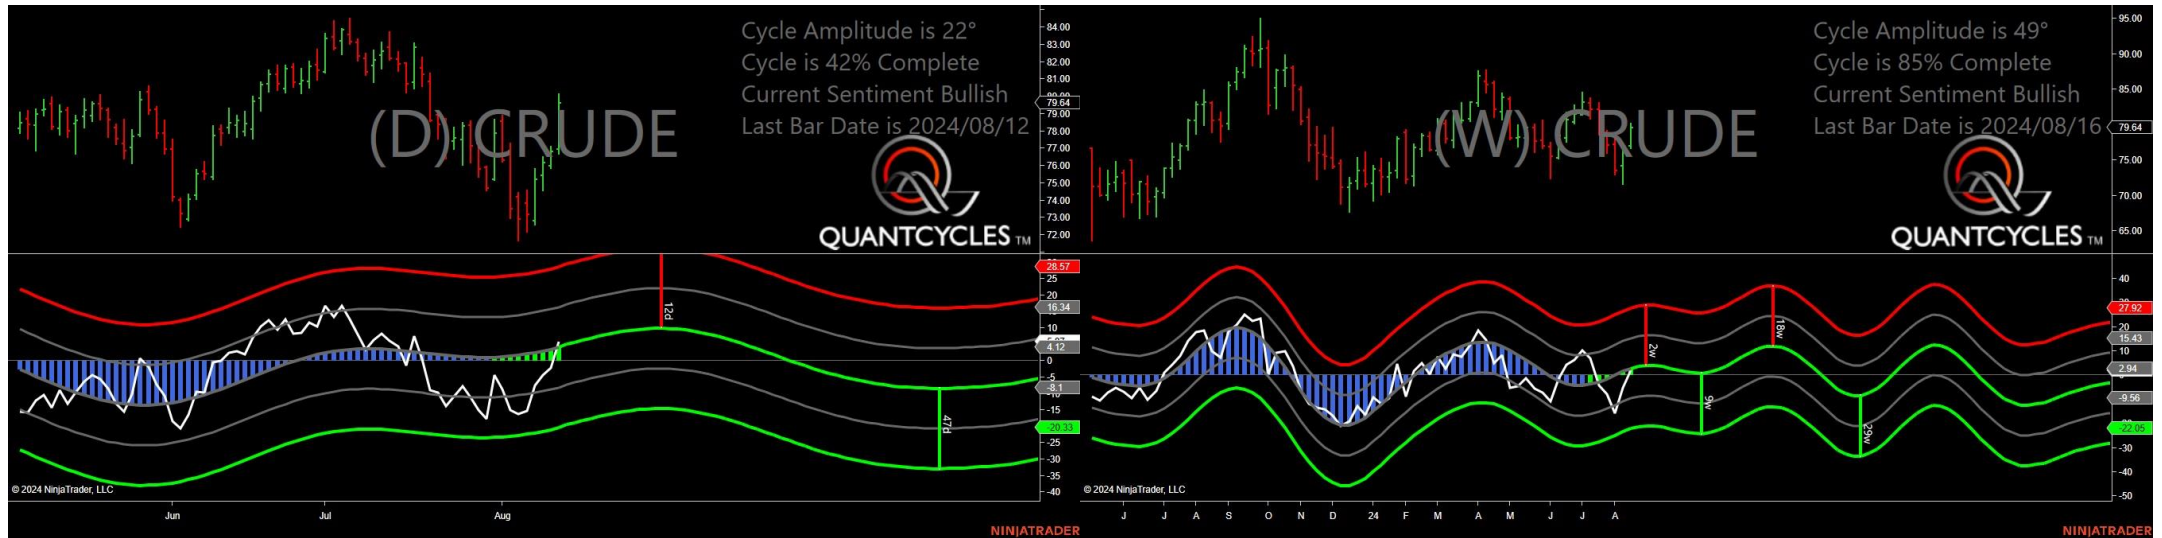 Cycle Amplitude is 22°
Cycle is 42% Complete
Current Sentiment Bullish
Last Bar Date is 2024/08/12
(D) CRUDE
QUANTCYCLES TM
84.00
83.00
82.00
81.00
79.64
79.00
78.00
77.00
76.00
75.00
74.00
73.00
72.00
28.57
25
20
16.34
10
4.12
0
-5
-8.1
-15
-20.33
-25
-30
-35
-40
12d
47d
© 2024 NinjaTrader, LLC
Jun
Jul
Aug
NINJATRADER
Cycle Amplitude is 49°
Cycle is 85% Complete
Current Sentiment Bullish
Last Bar Date is 2024/08/16
(W) CRUDE
QUANTCYCLES TM
95.00
90.00
85.00
79.64
75.00
70.00
65.00
40
27.92
20
15.43
10
2.94
-9.56
-22.05
-30
-40
-50
2w
9w
18w
29w
© 2024 NinjaTrader, LLC
J
J
A
S
O
N
D
24
F
M
A
M
J
J
A
NINJATRADER